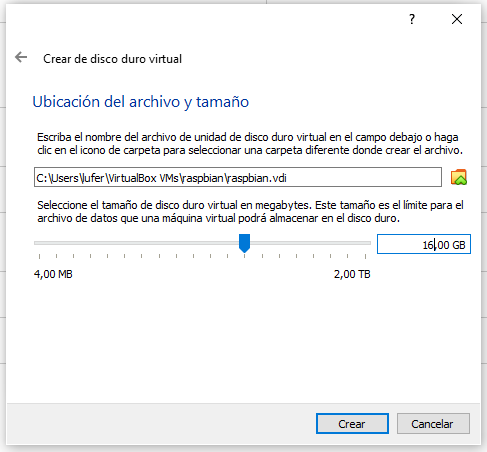 ?
Crear de disco duro virtual
Ubicación del archivo y tamaño
Escriba el nombre del archivo de unidad de disco duro virtual en el campo debajo o haga
clic en el icono de carpeta para seleccionar una carpeta diferente donde crear el archivo.
C:\Users\lufer\VirtualBox VMs\raspbian\raspbian.vdi
Seleccione el tamaño de disco duro virtual en megabytes. Este tamaño es el límite para el
archivo de datos que una máquina virtual podrá almacenar en el disco duro.
16,00 GB
4,00 MB 2,00 TB
Crear Cancelar